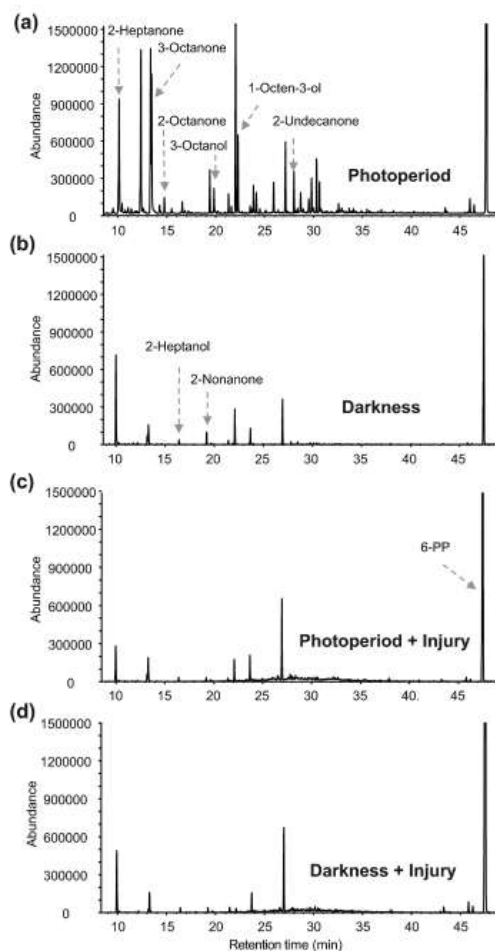 (a)
1500000
2-Heptanone
3-Octanone
1200000
1-Octen-3-ol
900000
2-Octanone
2-Undecanone
600000
3-Octanol
300000
Photoperiod
0
Abundance
10 15 20 25 30 35 40 45
(b)
1500000
1200000
900000
2-Heptanol
600000
2-Nonanone
300000
Darkness
0
Abundance
10 15 20 25 30 35 40 45
(c)
1500000
1200000
6-PP
900000
600000
300000
Photoperiod + Injury
0
Abundance
10 15 20 25 30 35 40. 45
(d)
1500000
1200000
900000
600000
300000
Darkness + Injury
0
Abundance
10 15 20 25 30 35 40 45
Retention time (min)